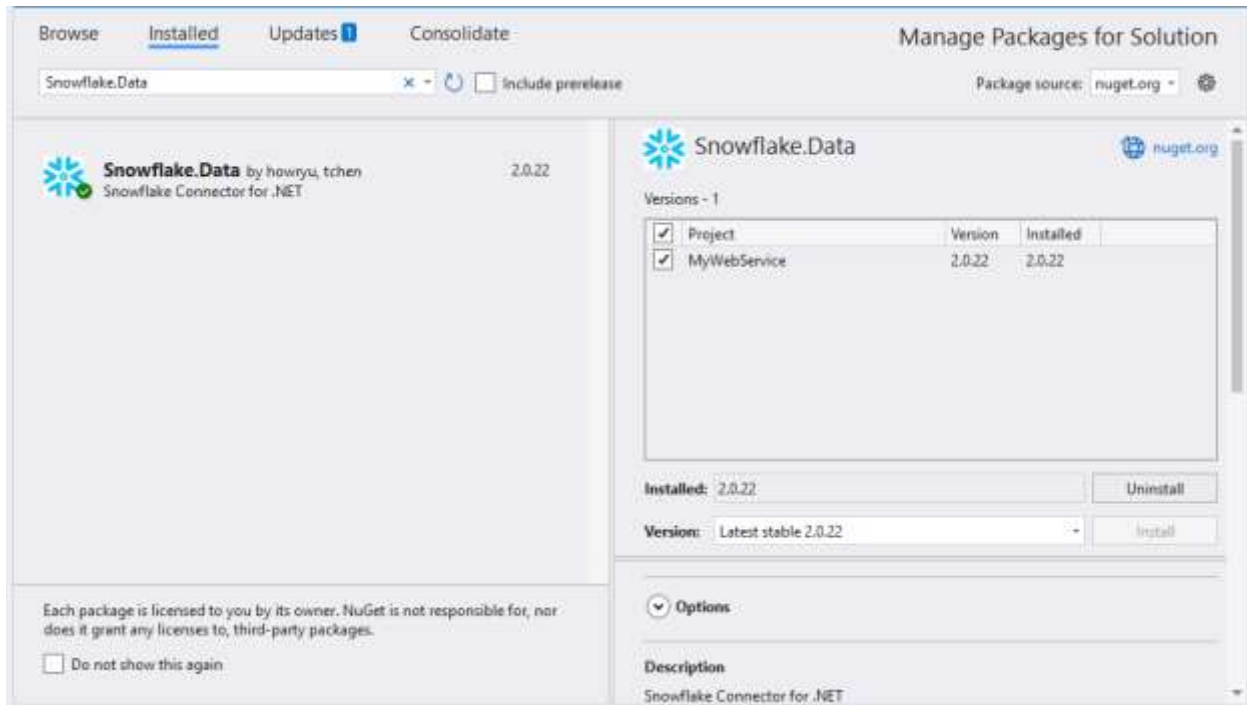 Browse Installed Updates 1 Consolidate
Manage Packages for Solution
Snowflake.Data
Include prerelease
Package source: nuget.org
Snowflake.Data by howryu, tchen 2.0.22
Snowflake Connector for .NET
Snowflake.Data
nuget.org
Versions - 1
Project Version Installed
MyWebService 2.0.22 2.0.22
Installed: 2.0.22 Uninstall
Version: Latest stable 2.0.22 Install
Each package is licensed to you by its owner. NuGet is not responsible for, nor
does it grant any licenses to, third-party packages.
Do not show this again
Options
Description
Snowflake Connector for .NET